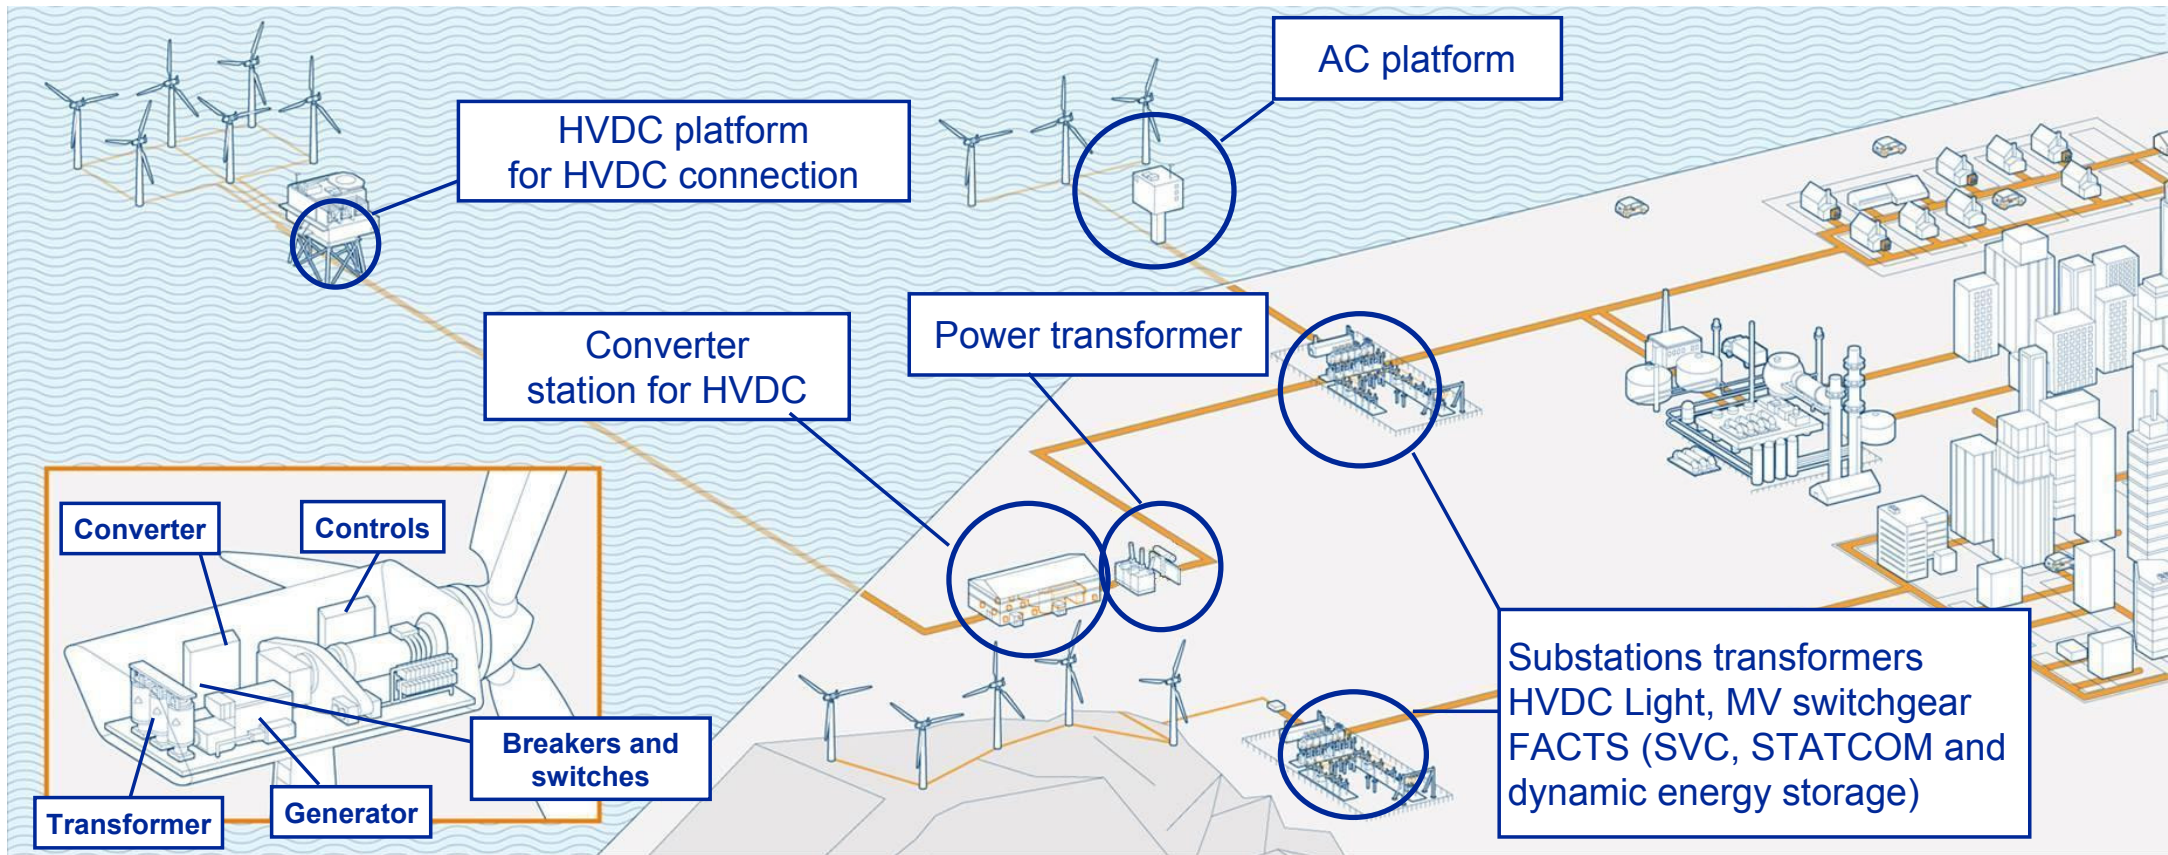 AC platform
HVDC platform
for HVDC connection
Power transformer
Converter
station for HVDC
Converter
Controls
Breakers and
switches
Transformer
Generator
Substations transformers
HVDC Light, MV switchgear
FACTS (SVC, STATCOM and
dynamic energy storage)